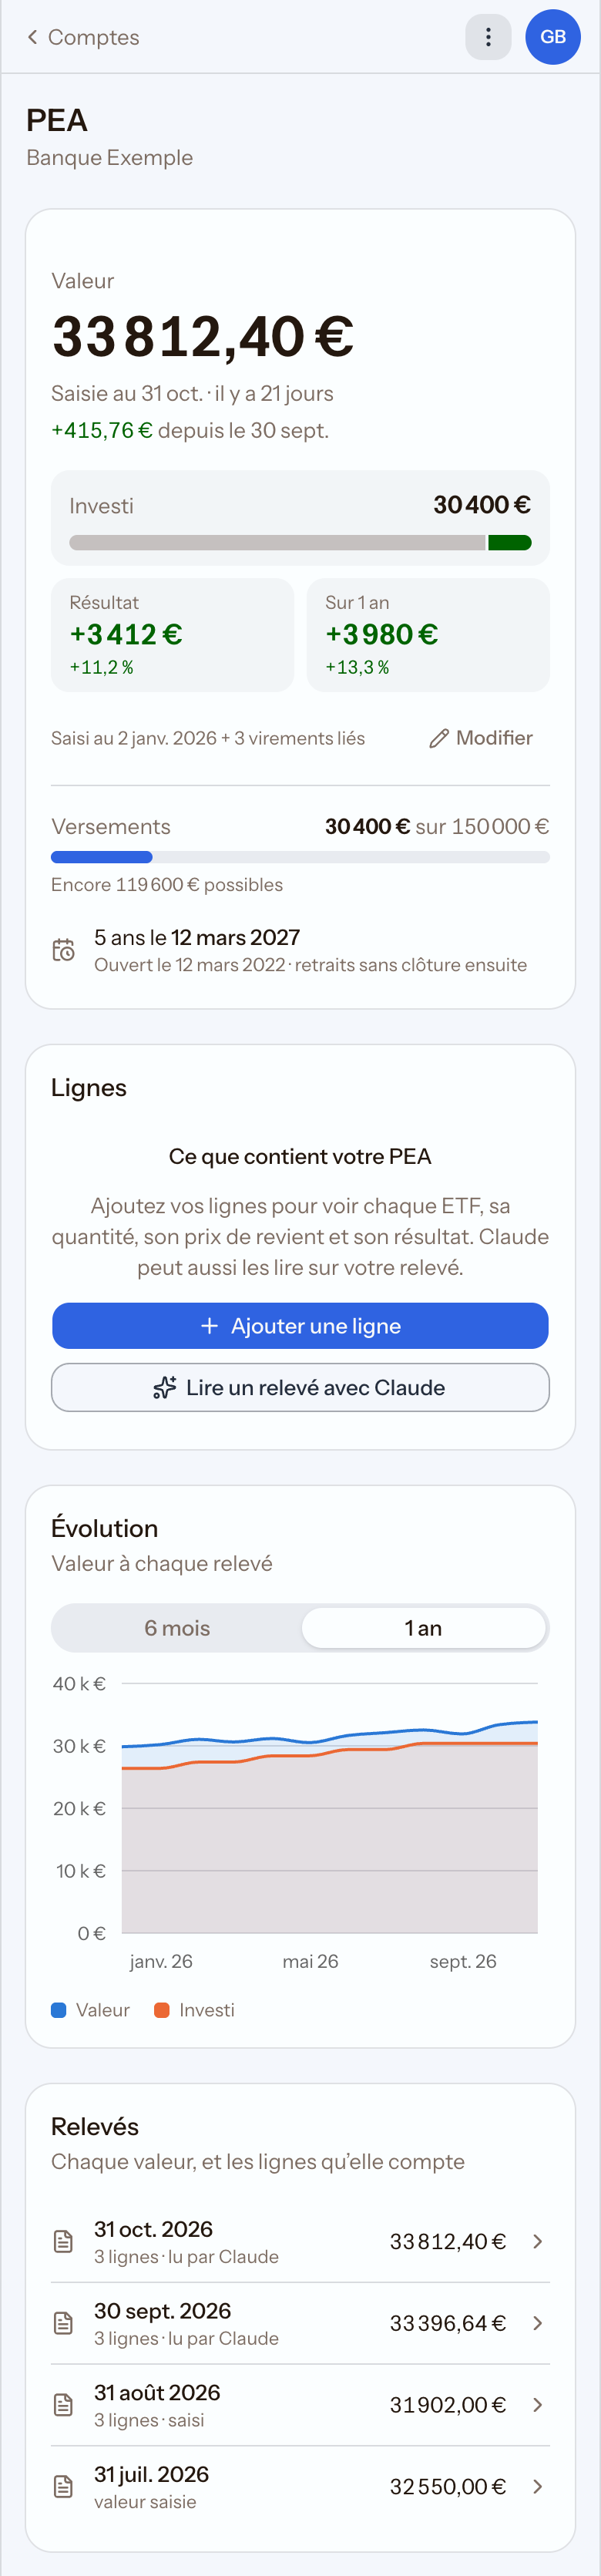 Comptes
GB
PEA
Banque Exemple
Valeur
33 812,40 €
Saisie au 31 oct. · il y a 21 jours
+415,76 € depuis le 30 sept.
Investi 30 400 €
Résultat
+3 412 €
+11,2 %
Sur 1 an
+3 980 €
+13,3 %
Saisi au 2 janv. 2026 + 3 virements liés
Modifier
Versements 30 400 € sur 150 000 €
Encore 119 600 € possibles
5 ans le 12 mars 2027
Ouvert le 12 mars 2022 · retraits sans clôture ensuite
Lignes
Ce que contient votre PEA
Ajoutez vos lignes pour voir chaque ETF, sa
quantité, son prix de revient et son résultat. Claude
peut aussi les lire sur votre relevé.
Ajouter une ligne
Lire un relevé avec Claude
Évolution
Valeur à chaque relevé
6 mois 1 an
40 k €
30 k €
20 k €
10 k €
0 €
janv. 26 mai 26 sept. 26
Valeur Investi
Relevés
Chaque valeur, et les lignes qu’elle compte
31 oct. 2026
3 lignes · lu par Claude
33 812,40 €
30 sept. 2026
3 lignes · lu par Claude
33 396,64 €
31 août 2026
3 lignes · saisi
31 902,00 €
31 juil. 2026
valeur saisie
32 550,00 €